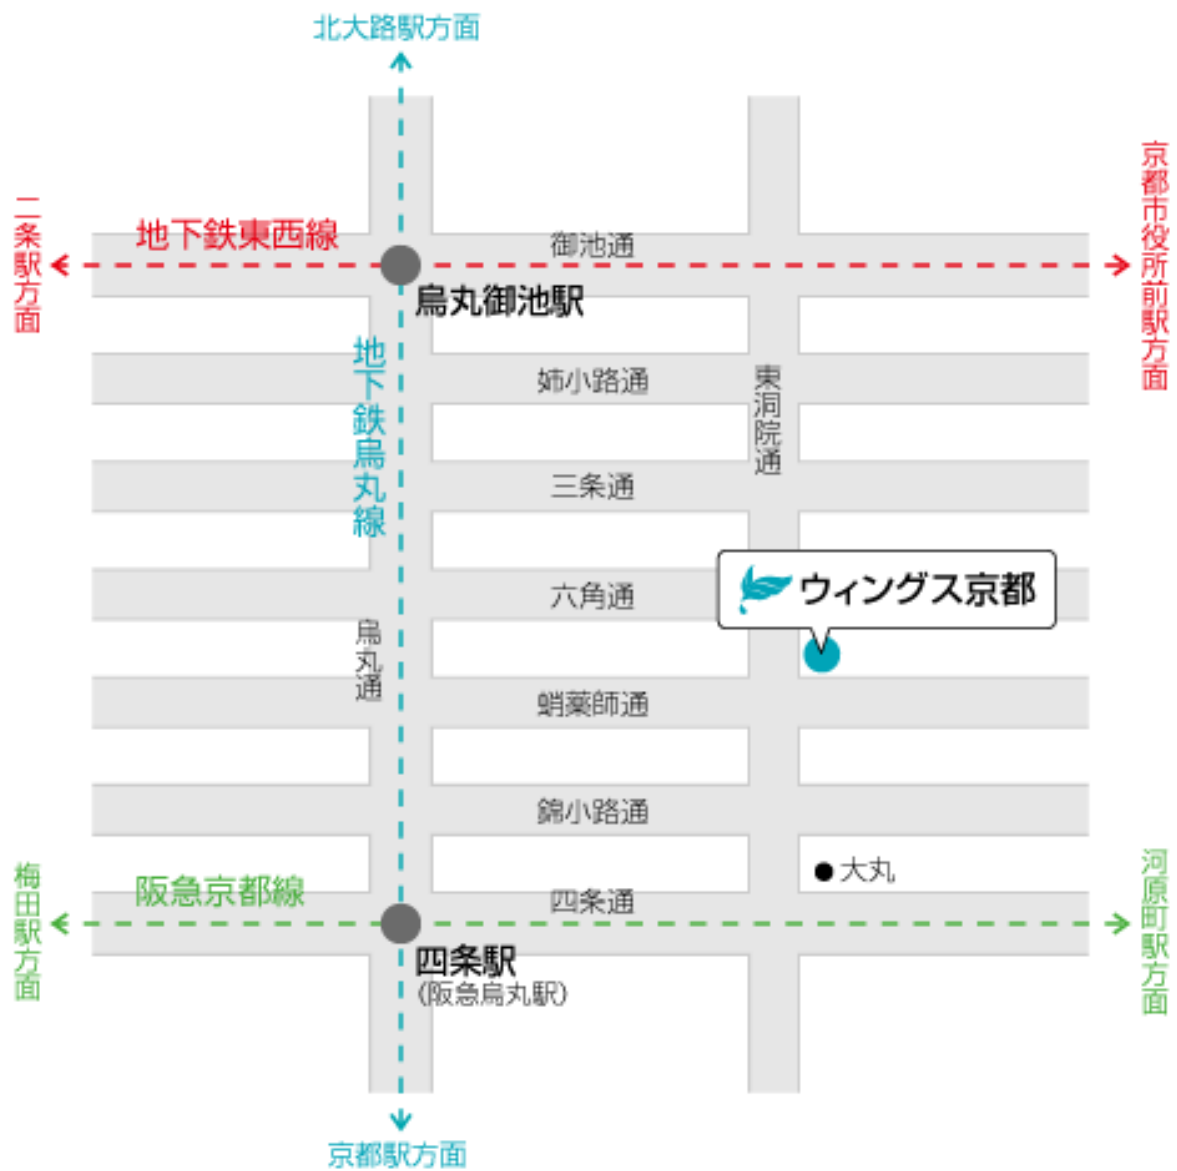 北大路駅方面
京都市役所前駅方面
二条駅方面
地下鉄東西線
御池通
烏丸御池駅
地下鉄烏丸線
姉小路通
東洞院通
三条通
ウィングス京都
六角通
烏丸通
蛸薬師通
錦小路通
大丸
阪急京都線
四条通
梅田駅方面
河原町駅方面
四条駅
(阪急烏丸駅)
京都駅方面